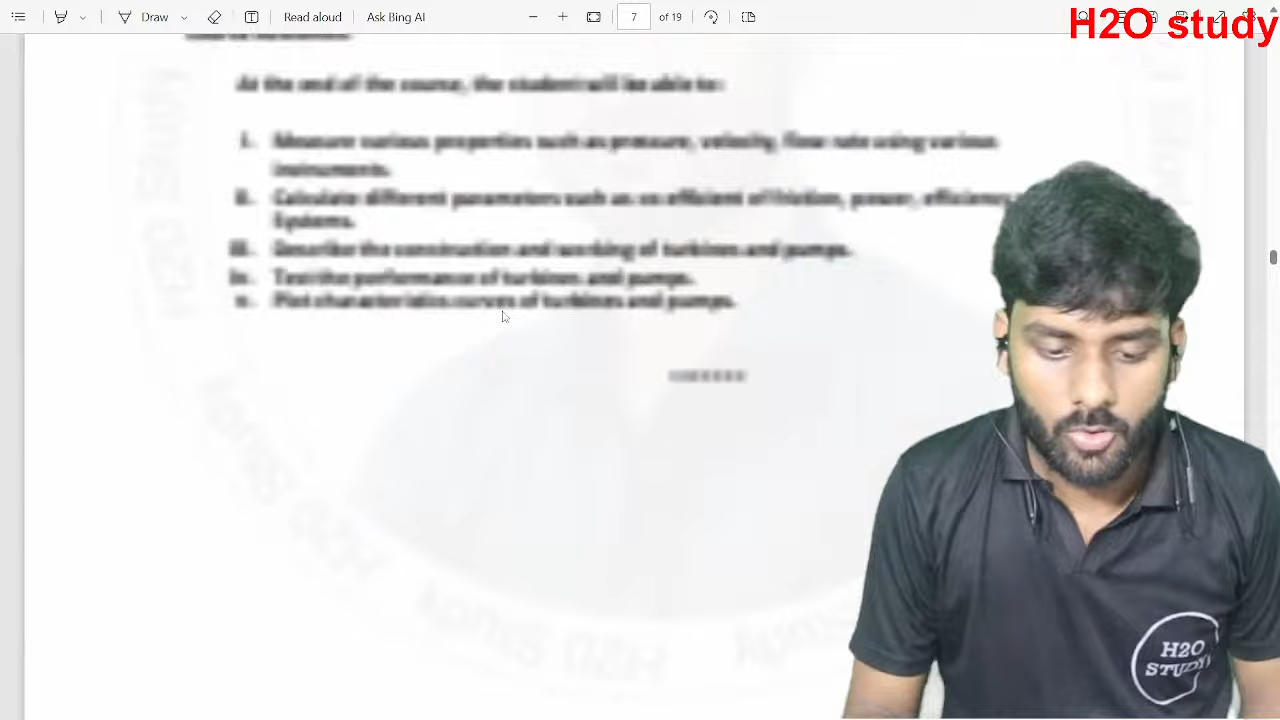 Draw Read aloud Ask Bing AI 7 of 19
H2O study
At the end of the course, the student will be able to:
i. Measure various properties such as pressure, velocity, flow rate using various
instruments.
ii. Calculate different parameters such as co efficient of friction, power, efficiency
Systems.
iii. Describe the construction and working of turbines and pumps.
iv. Test the performance of turbines and pumps.
v. Plot characteristics curves of turbines and pumps.
H2O
STUDY
H2O Study